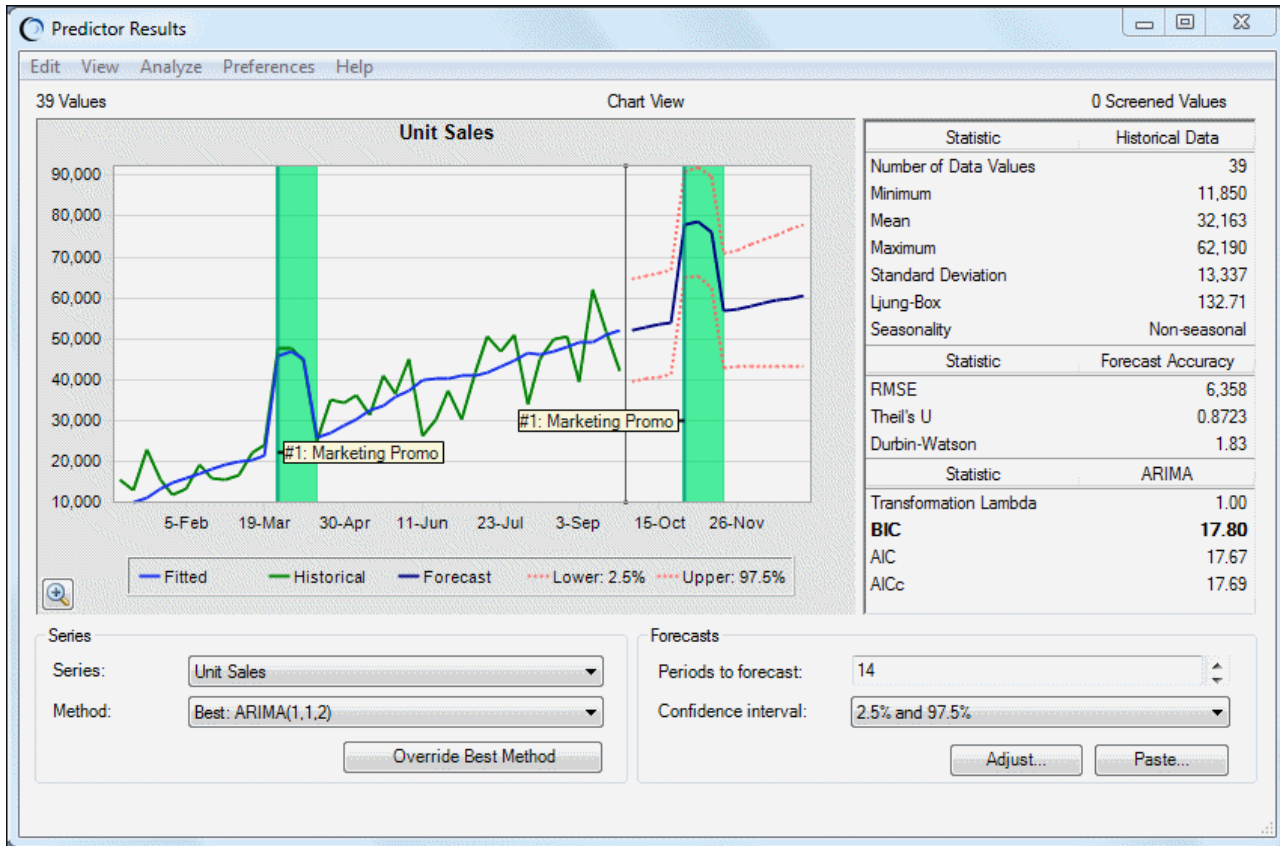 Predictor Results
Edit View Analyze Preferences Help
39 Values Chart View 0 Screened Values
Unit Sales
90,000
80,000
70,000
60,000
50,000
40,000
30,000
20,000
10,000
#1: Marketing Promo
#1: Marketing Promo
5-Feb 19-Mar 30-Apr 11-Jun 23-Jul 3-Sep 15-Oct 26-Nov
Fitted Historical Forecast Lower: 2.5% Upper: 97.5%
Statistic Historical Data
Number of Data Values 39
Minimum 11,850
Mean 32,163
Maximum 62,190
Standard Deviation 13,337
Ljung-Box 132.71
Seasonality Non-seasonal
Statistic Forecast Accuracy
RMSE 6,358
Theil's U 0.8723
Durbin-Watson 1.83
Statistic ARIMA
Transformation Lambda 1.00
BIC 17.80
AIC 17.67
AICc 17.69
Series
Series: Unit Sales
Method: Best: ARIMA(1,1,2)
Override Best Method
Forecasts
Periods to forecast: 14
Confidence interval: 2.5% and 97.5%
Adjust... Paste...